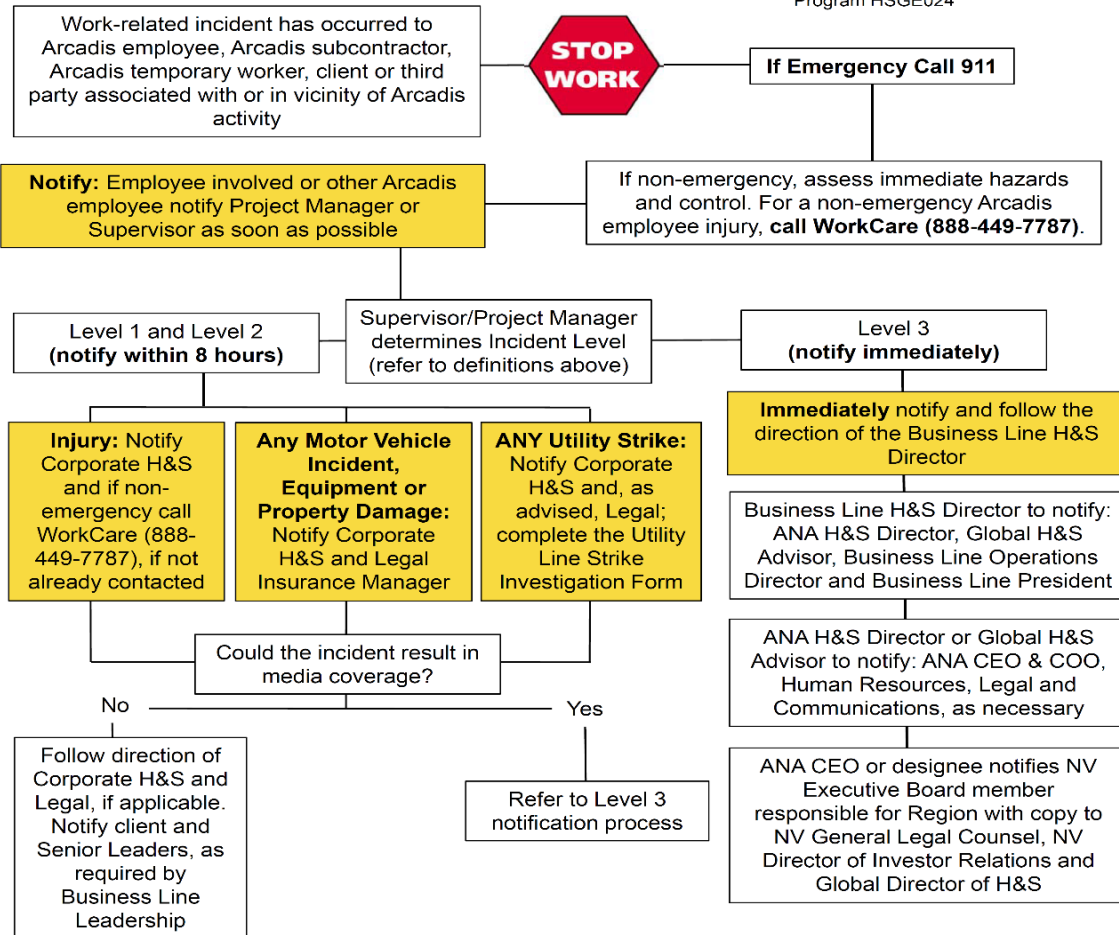 Program HSGE024
Work-related incident has occurred to
Arcadis employee, Arcadis subcontractor,
Arcadis temporary worker, client or third
party associated with or in vicinity of Arcadis
activity
STOP
WORK
If Emergency Call 911
Notify: Employee involved or other Arcadis
employee notify Project Manager or
Supervisor as soon as possible
If non-emergency, assess immediate hazards
and control. For a non-emergency Arcadis
employee injury, call WorkCare (888-449-7787).
Level 1 and Level 2
(notify within 8 hours)
Supervisor/Project Manager
determines Incident Level
(refer to definitions above)
Level 3
(notify immediately)
Injury: Notify
Corporate H&S
and if non-
emergency call
WorkCare (888-
449-7787), if not
already contacted
Any Motor Vehicle
Incident,
Equipment or
Property Damage:
Notify Corporate
H&S and Legal
Insurance Manager
ANY Utility Strike:
Notify Corporate
H&S and, as
advised, Legal;
complete the Utility
Line Strike
Investigation Form
Immediately notify and follow the
direction of the Business Line H&S
Director
Business Line H&S Director to notify:
ANA H&S Director, Global H&S
Advisor, Business Line Operations
Director and Business Line President
Could the incident result in
media coverage?
ANA H&S Director or Global H&S
Advisor to notify: ANA CEO & COO,
Human Resources, Legal and
Communications, as necessary
No
Yes
Follow direction of
Corporate H&S and
Legal, if applicable.
Notify client and
Senior Leaders, as
required by
Business Line
Leadership
Refer to Level 3
notification process
ANA CEO or designee notifies NV
Executive Board member
responsible for Region with copy to
NV General Legal Counsel, NV
Director of Investor Relations and
Global Director of H&S